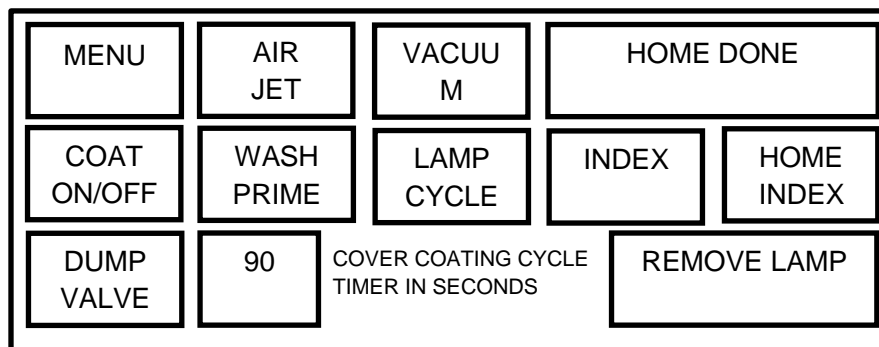 MENU
AIR
JET
VACUU
M
HOME DONE
COAT
ON/OFF
WASH
PRIME
LAMP
CYCLE
INDEX
HOME
INDEX
DUMP
VALVE
90
COVER COATING CYCLE
TIMER IN SECONDS
REMOVE LAMP